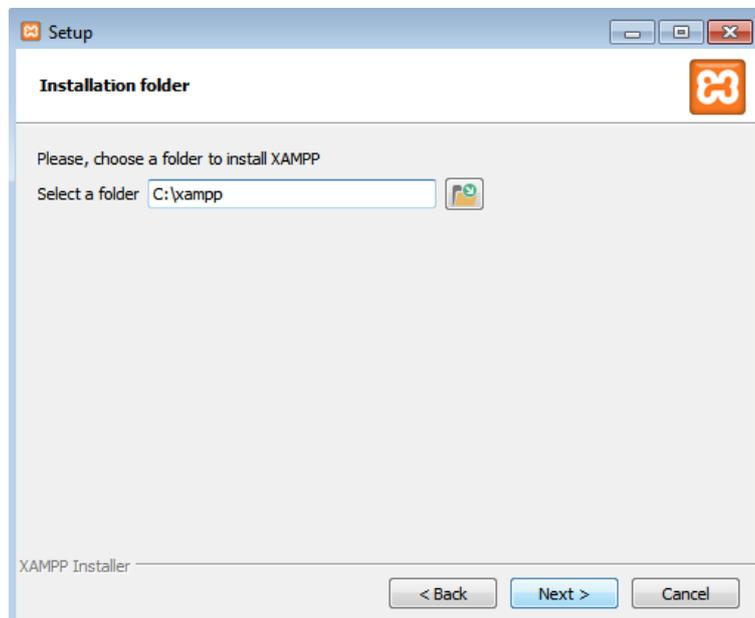 Setup
Installation folder
Please, choose a folder to install XAMPP
Select a folder C:\xampp
XAMPP Installer
< Back Next > Cancel